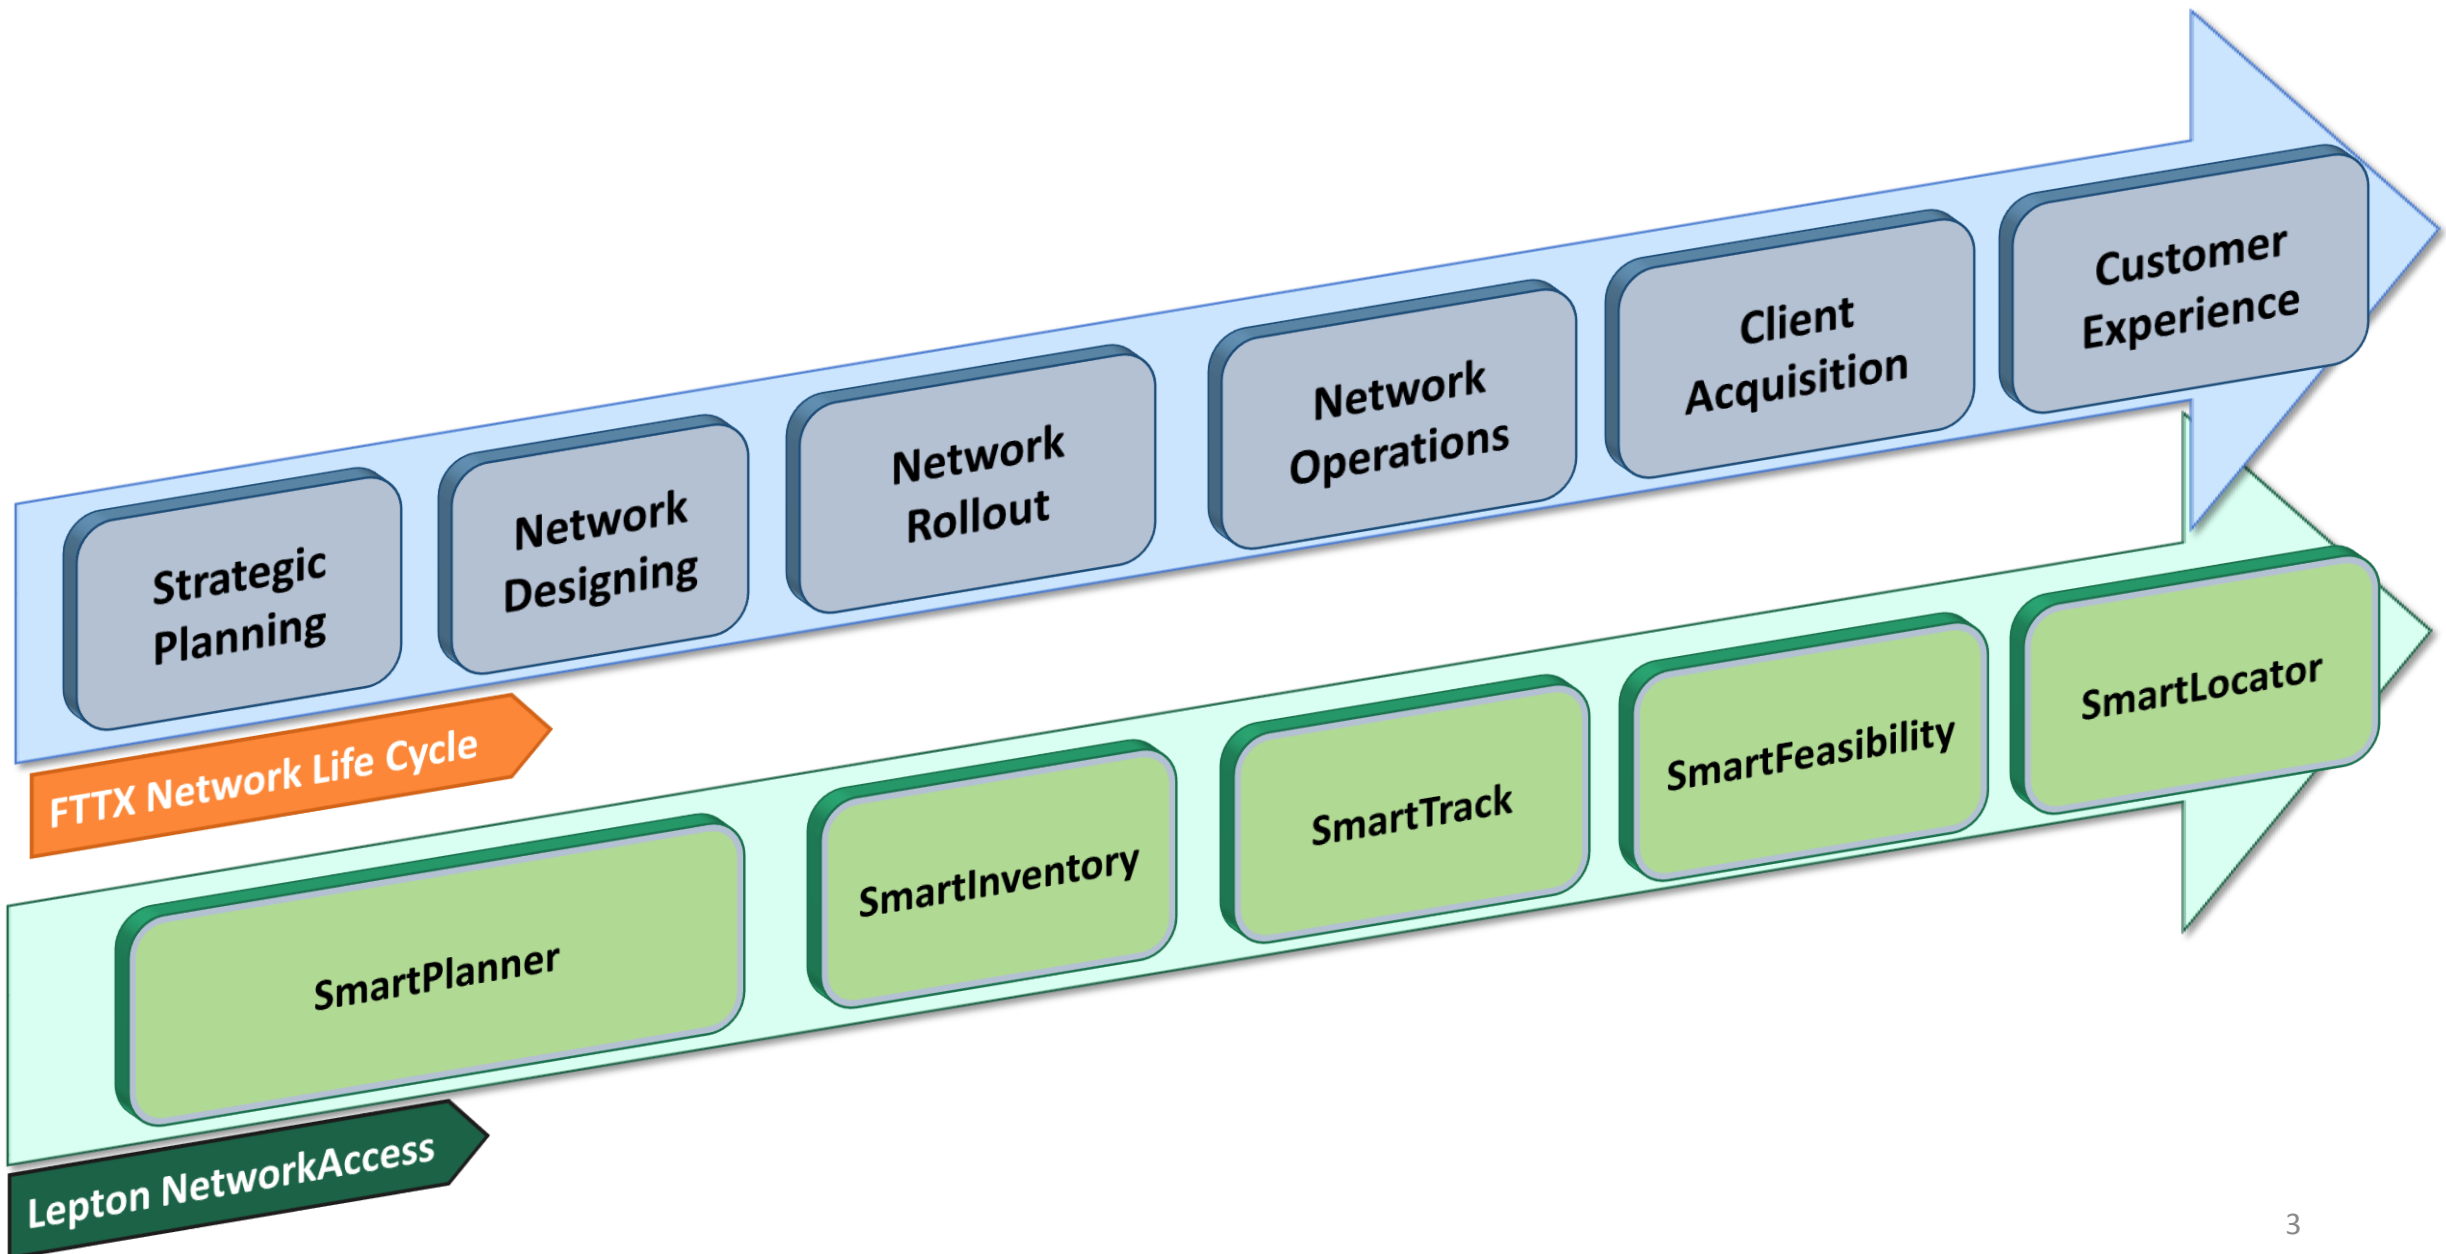 Strategic
Planning
Network
Designing
Network
Rollout
Network
Operations
Client
Acquisition
Customer
Experience
FTTX Network Life Cycle
SmartPlanner
SmartInventory
SmartTrack
SmartFeasibility
SmartLocator
Lepton NetworkAccess
3